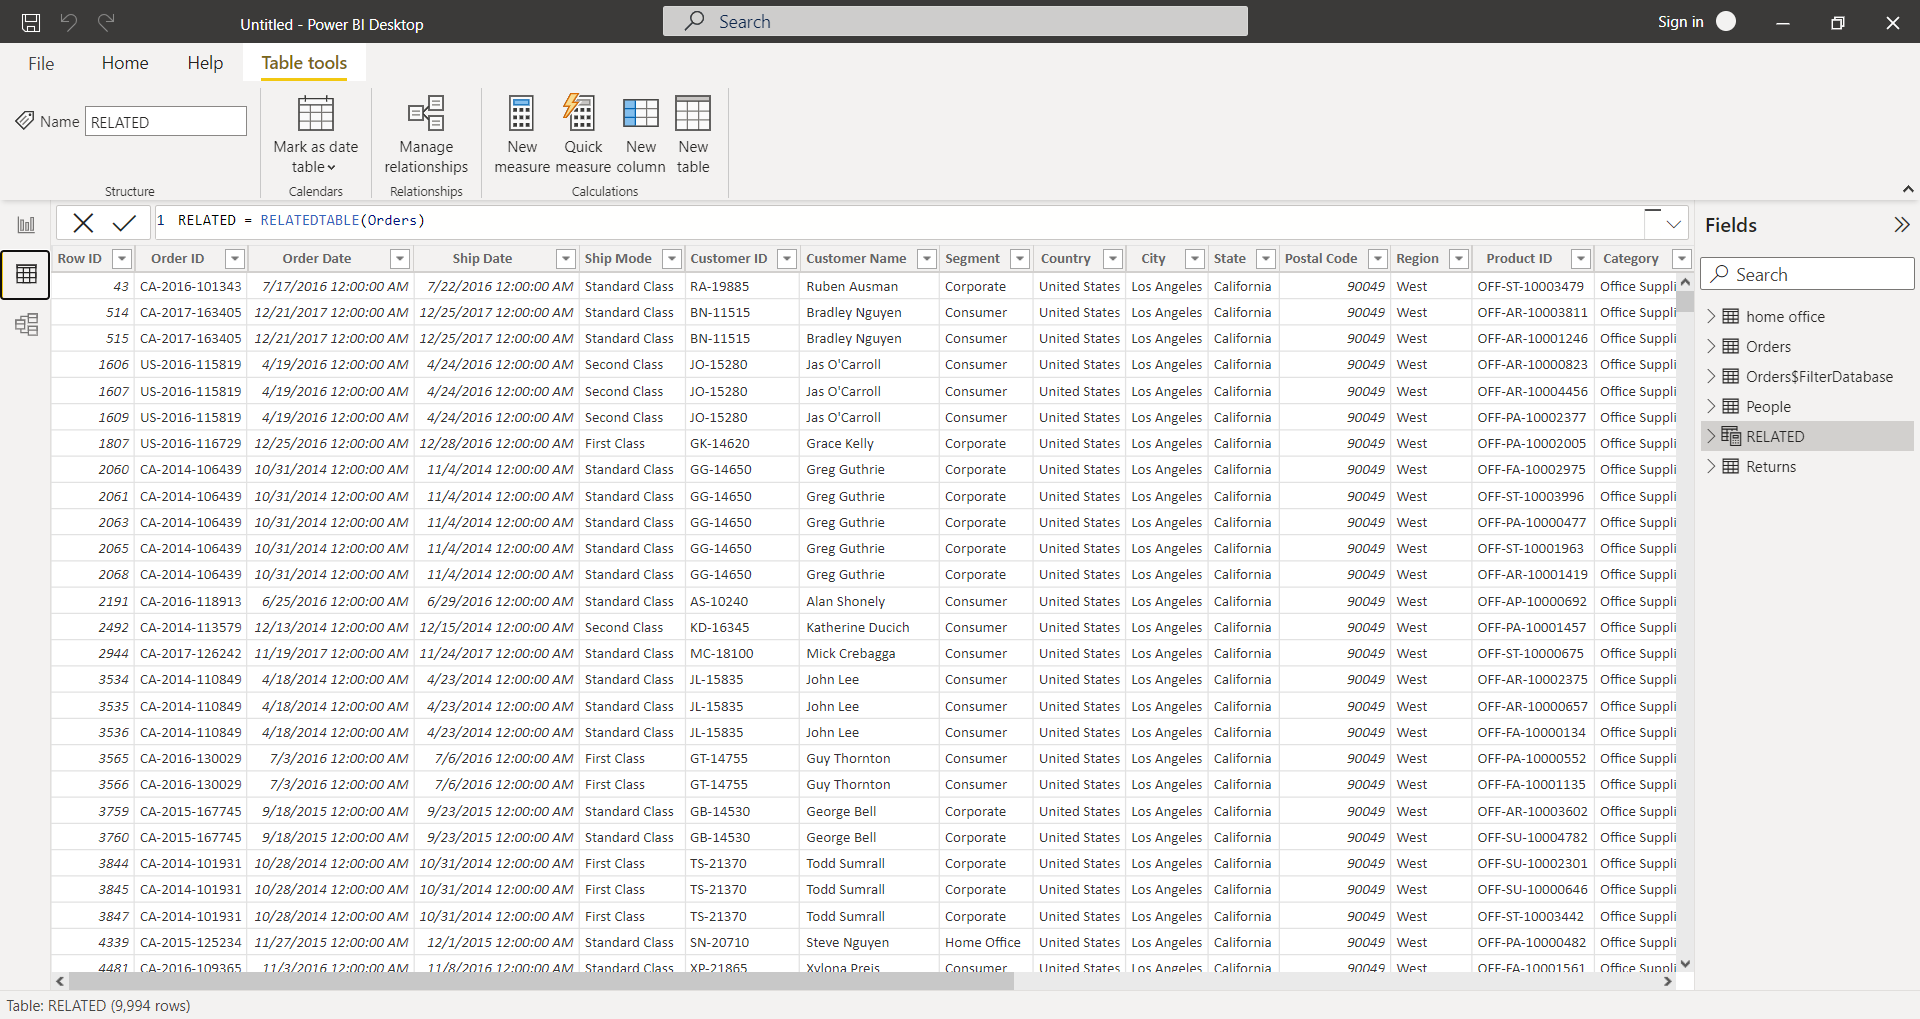 Untitled - Power BI Desktop
Search
Sign in
File Home Help Table tools
Name RELATED
Mark as date table
Manage relationships
New measure
Quick measure
New column
New table
Structure Calendars Relationships Calculations
1 RELATED = RELATEDTABLE(Orders)
Row ID Order ID Order Date Ship Date Ship Mode Customer ID Customer Name Segment Country City State Postal Code Region Product ID Category
43 CA-2016-101343 7/17/2016 12:00:00 AM 7/22/2016 12:00:00 AM Standard Class RA-19885 Ruben Ausman Corporate United States Los Angeles California 90049 West OFF-ST-10003479 Office Suppli
514 CA-2017-163405 12/21/2017 12:00:00 AM 12/25/2017 12:00:00 AM Standard Class BN-11515 Bradley Nguyen Consumer United States Los Angeles California 90049 West OFF-AR-10003811 Office Suppli
515 CA-2017-163405 12/21/2017 12:00:00 AM 12/25/2017 12:00:00 AM Standard Class BN-11515 Bradley Nguyen Consumer United States Los Angeles California 90049 West OFF-AR-10001246 Office Suppli
1606 US-2016-115819 4/19/2016 12:00:00 AM 4/24/2016 12:00:00 AM Second Class JO-15280 Jas O'Carroll Consumer United States Los Angeles California 90049 West OFF-AR-10000823 Office Suppli
1607 US-2016-115819 4/19/2016 12:00:00 AM 4/24/2016 12:00:00 AM Second Class JO-15280 Jas O'Carroll Consumer United States Los Angeles California 90049 West OFF-AR-10004456 Office Suppli
1609 US-2016-115819 4/19/2016 12:00:00 AM 4/24/2016 12:00:00 AM Second Class JO-15280 Jas O'Carroll Consumer United States Los Angeles California 90049 West OFF-PA-10002377 Office Suppli
1807 US-2016-116729 12/25/2016 12:00:00 AM 12/28/2016 12:00:00 AM First Class GK-14620 Grace Kelly Corporate United States Los Angeles California 90049 West OFF-PA-10002005 Office Suppli
2060 CA-2014-106439 10/31/2014 12:00:00 AM 11/4/2014 12:00:00 AM Standard Class GG-14650 Greg Guthrie Corporate United States Los Angeles California 90049 West OFF-FA-10002975 Office Suppli
2061 CA-2014-106439 10/31/2014 12:00:00 AM 11/4/2014 12:00:00 AM Standard Class GG-14650 Greg Guthrie Corporate United States Los Angeles California 90049 West OFF-ST-10003996 Office Suppli
2063 CA-2014-106439 10/31/2014 12:00:00 AM 11/4/2014 12:00:00 AM Standard Class GG-14650 Greg Guthrie Corporate United States Los Angeles California 90049 West OFF-PA-10000477 Office Suppli
2065 CA-2014-106439 10/31/2014 12:00:00 AM 11/4/2014 12:00:00 AM Standard Class GG-14650 Greg Guthrie Corporate United States Los Angeles California 90049 West OFF-ST-10001963 Office Suppli
2068 CA-2014-106439 10/31/2014 12:00:00 AM 11/4/2014 12:00:00 AM Standard Class GG-14650 Greg Guthrie Corporate United States Los Angeles California 90049 West OFF-AR-10001419 Office Suppli
2191 CA-2016-118913 6/25/2016 12:00:00 AM 6/29/2016 12:00:00 AM Standard Class AS-10240 Alan Shonely Consumer United States Los Angeles California 90049 West OFF-AP-10000692 Office Suppli
2492 CA-2014-113579 12/13/2014 12:00:00 AM 12/15/2014 12:00:00 AM Second Class KD-16345 Katherine Ducich Consumer United States Los Angeles California 90049 West OFF-PA-10001457 Office Suppli
2944 CA-2017-126242 11/19/2017 12:00:00 AM 11/24/2017 12:00:00 AM Standard Class MC-18100 Mick Crebagga Consumer United States Los Angeles California 90049 West OFF-ST-10000675 Office Suppli
3534 CA-2014-110849 4/18/2014 12:00:00 AM 4/23/2014 12:00:00 AM Standard Class JL-15835 John Lee Consumer United States Los Angeles California 90049 West OFF-AR-10002375 Office Suppli
3535 CA-2014-110849 4/18/2014 12:00:00 AM 4/23/2014 12:00:00 AM Standard Class JL-15835 John Lee Consumer United States Los Angeles California 90049 West OFF-AR-10000657 Office Suppli
3536 CA-2014-110849 4/18/2014 12:00:00 AM 4/23/2014 12:00:00 AM Standard Class JL-15835 John Lee Consumer United States Los Angeles California 90049 West OFF-FA-10000134 Office Suppli
3565 CA-2016-130029 7/3/2016 12:00:00 AM 7/6/2016 12:00:00 AM First Class GT-14755 Guy Thornton Consumer United States Los Angeles California 90049 West OFF-PA-10000552 Office Suppli
3566 CA-2016-130029 7/3/2016 12:00:00 AM 7/6/2016 12:00:00 AM First Class GT-14755 Guy Thornton Consumer United States Los Angeles California 90049 West OFF-FA-10001135 Office Suppli
3759 CA-2015-167745 9/18/2015 12:00:00 AM 9/23/2015 12:00:00 AM Standard Class GB-14530 George Bell Corporate United States Los Angeles California 90049 West OFF-AR-10003602 Office Suppli
3760 CA-2015-167745 9/18/2015 12:00:00 AM 9/23/2015 12:00:00 AM Standard Class GB-14530 George Bell Corporate United States Los Angeles California 90049 West OFF-SU-10004782 Office Suppli
3844 CA-2014-101931 10/28/2014 12:00:00 AM 10/31/2014 12:00:00 AM First Class TS-21370 Todd Sumrall Corporate United States Los Angeles California 90049 West OFF-SU-10002301 Office Suppli
3845 CA-2014-101931 10/28/2014 12:00:00 AM 10/31/2014 12:00:00 AM First Class TS-21370 Todd Sumrall Corporate United States Los Angeles California 90049 West OFF-SU-10000646 Office Suppli
3847 CA-2014-101931 10/28/2014 12:00:00 AM 10/31/2014 12:00:00 AM First Class TS-21370 Todd Sumrall Corporate United States Los Angeles California 90049 West OFF-ST-10003442 Office Suppli
4339 CA-2015-125234 11/27/2015 12:00:00 AM 12/1/2015 12:00:00 AM Standard Class SN-20710 Steve Nguyen Home Office United States Los Angeles California 90049 West OFF-PA-10000482 Office Suppli
4481 CA-2016-109365 11/3/2016 12:00:00 AM 11/8/2016 12:00:00 AM Standard Class XP-21865 Xylona Preis Consumer United States Los Angeles California 90049 West OFF-FA-10001561 Office Suppli
Fields
Search
home office
Orders
Orders$FilterDatabase
People
RELATED
Returns
Table: RELATED (9,994 rows)